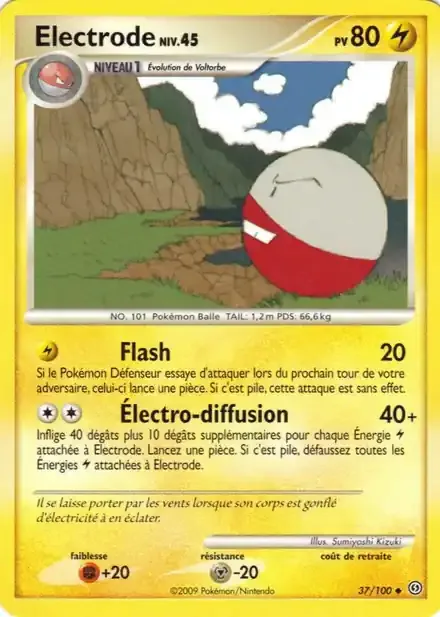 Electrode NIV.45 PV 80
NIVEAU 1 Évolution de Voltorbe
NO. 101 Pokémon Balle TAIL: 1,2 m PDS: 66,6 kg
Flash 20
Si le Pokémon Défenseur essaye d'attaquer lors du prochain tour de votre
adversaire, celui-ci lance une pièce. Si c'est pile, cette attaque est sans effet.
Électro-diffusion 40+
Inflige 40 dégâts plus 10 dégâts supplémentaires pour chaque Énergie
attachée à Electrode. Lancez une pièce. Si c'est pile, défaussez toutes les
Énergies attachées à Electrode.
Il se laisse porter par les vents lorsque son corps est gonflé
d'électricité à en éclater.
Illus. Sumiyoshi Kizuki
faiblesse résistance coût de retraite
+20 -20
©2009 Pokémon/Nintendo 37/100